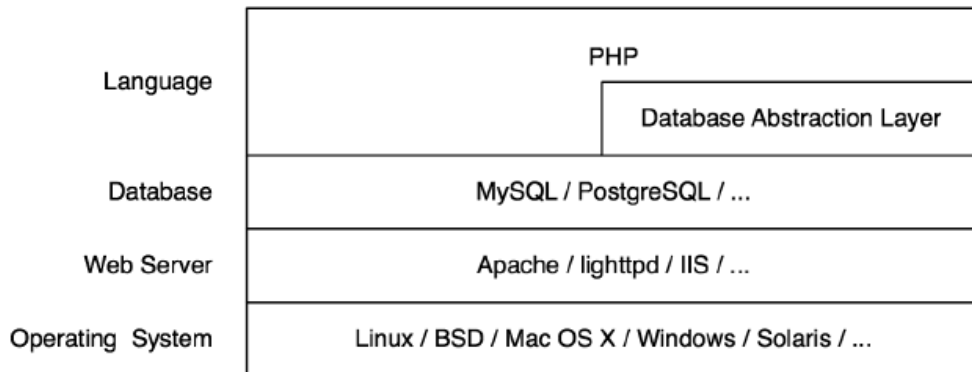 PHP
Language
Database Abstraction Layer
Database MySQL / PostgreSQL / ...
Web Server Apache / lighttpd / IIS / ...
Operating System Linux / BSD / Mac OS X / Windows / Solaris / ...